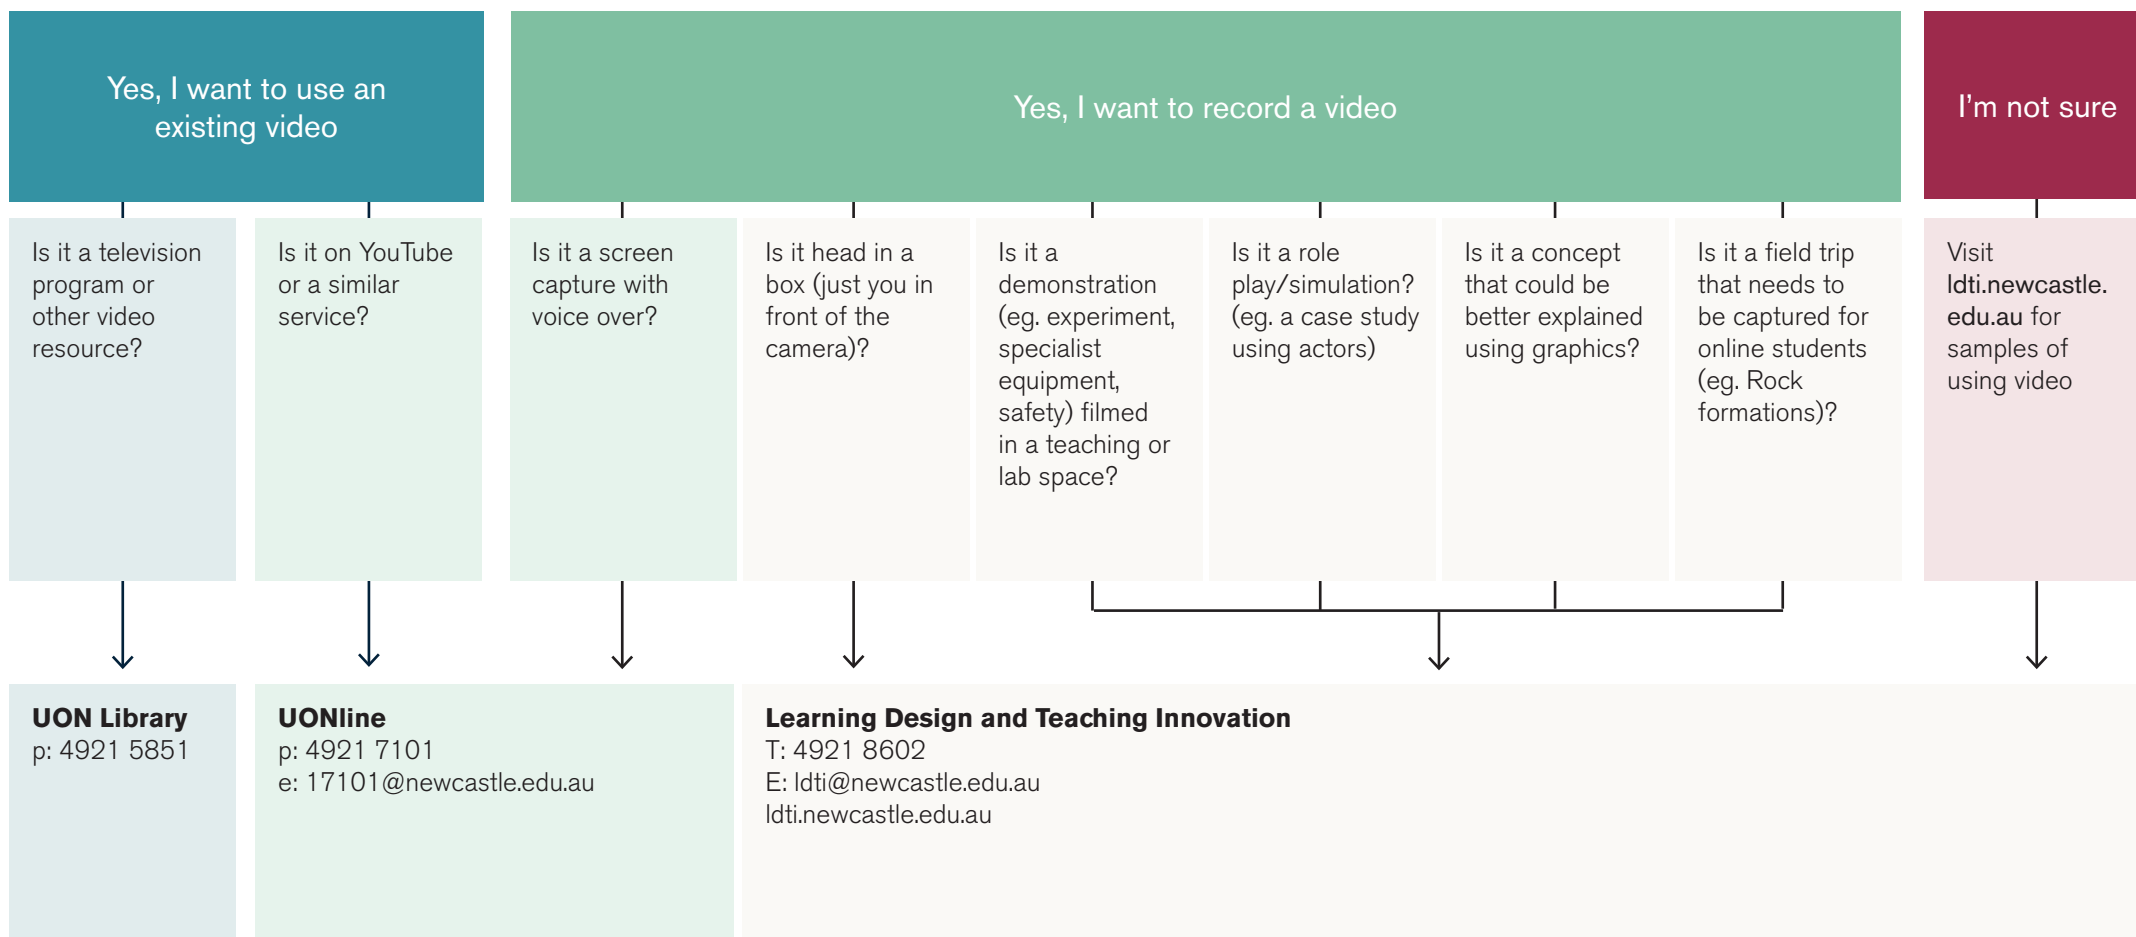 Yes, I want to use an
existing video
Yes, I want to record a video
I'm not sure
Is it a television
program or
other video
resource?
Is it on YouTube
or a similar
service?
Is it a screen
capture with
voice over?
Is it head in a
box (just you in
front of the
camera)?
Is it a
demonstration
(eg. experiment,
specialist
equipment,
safety) filmed
in a teaching or
lab space?
Is it a role
play/simulation?
(eg. a case study
using actors)
Is it a concept
that could be
better explained
using graphics?
Is it a field trip
that needs to
be captured for
online students
(eg. Rock
formations)?
Visit
ldti.newcastle.
edu.au for
samples of
using video
UON Library
p: 4921 5851
UONline
p: 4921 7101
e: 17101@newcastle.edu.au
Learning Design and Teaching Innovation
T: 4921 8602
E: ldti@newcastle.edu.au
ldti.newcastle.edu.au